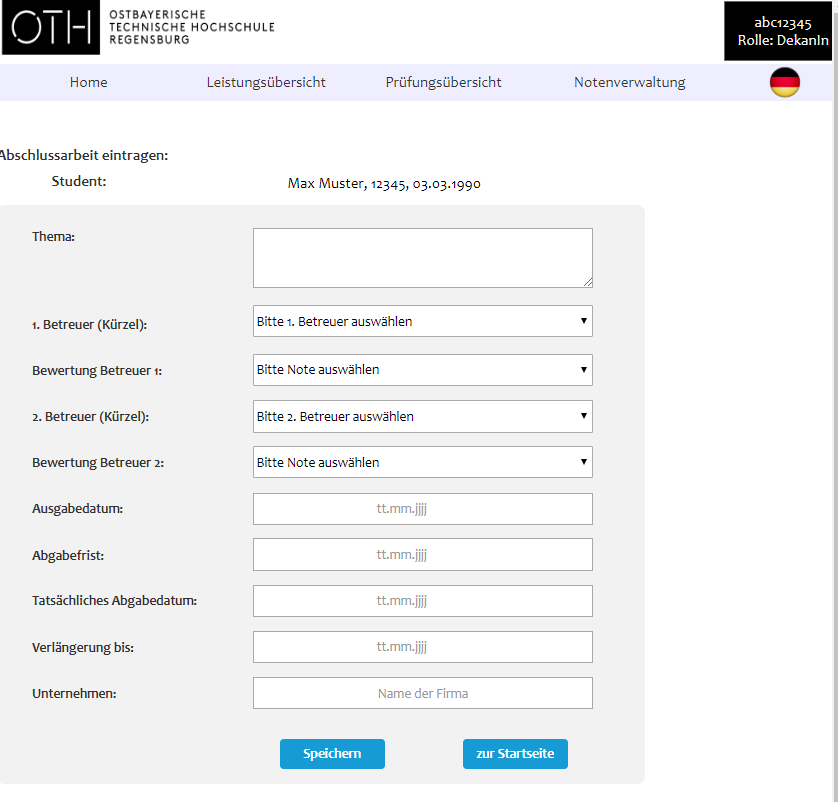 OTH
OSTBAYERISCHE
TECHNISCHE HOCHSCHULE
REGENSBURG
abc12345
Rolle: DekanIn
Home Leistungsübersicht Prüfungsübersicht Notenverwaltung
Abschlussarbeit eintragen:
Student: Max Muster, 12345, 03.03.1990
Thema:
1. Betreuer (Kürzel): Bitte 1. Betreuer auswählen
Bewertung Betreuer 1: Bitte Note auswählen
2. Betreuer (Kürzel): Bitte 2. Betreuer auswählen
Bewertung Betreuer 2: Bitte Note auswählen
Ausgabedatum: tt.mm.jjjj
Abgabefrist: tt.mm.jjjj
Tatsächliches Abgabedatum: tt.mm.jjjj
Verlängerung bis: tt.mm.jjjj
Unternehmen: Name der Firma
Speichern zur Startseite